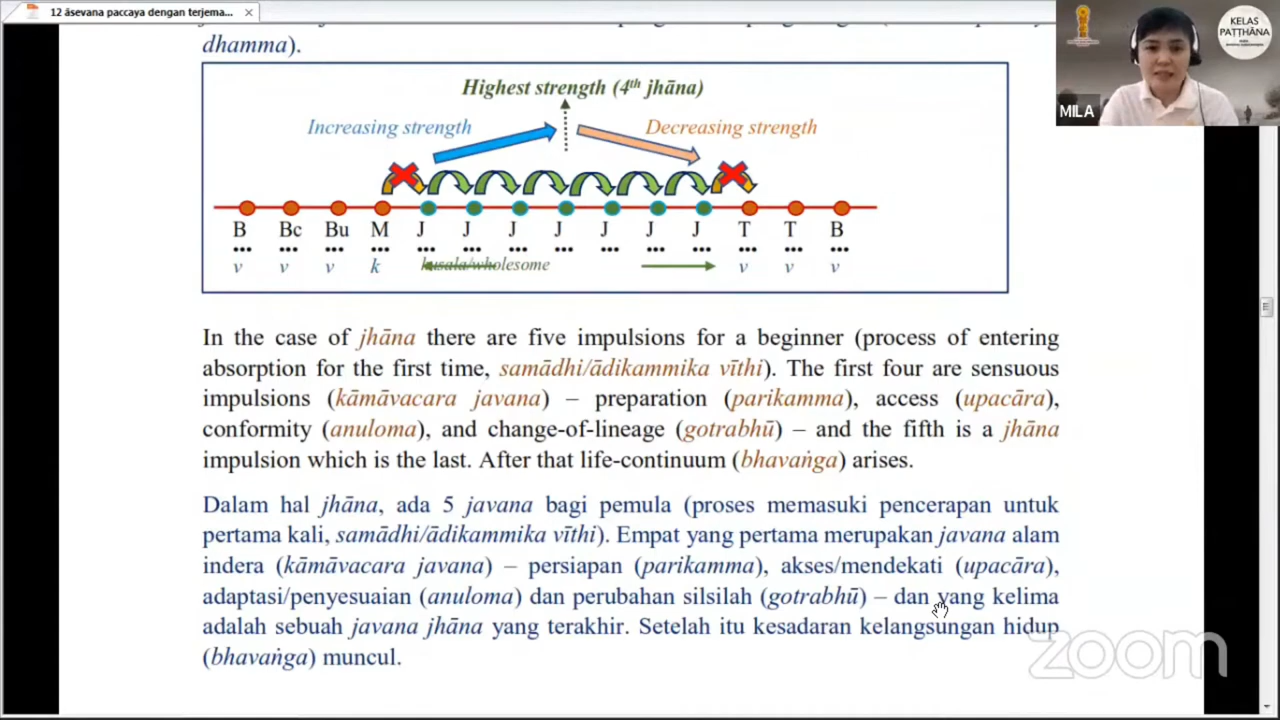 12 āsevana paccaya dengan terjema...
dhamma).
Highest strength (4th jhāna)
Increasing strength
Decreasing strength
B Bc Bu M J J J J J J J T T B
... ... ... ... ... ... ... ... ... ... ... ... ... ...
v v v k kusala/wholesome v v v
In the case of jhāna there are five impulsions for a beginner (process of entering
absorption for the first time, samādhi/ādikammika vīthi). The first four are sensuous
impulsions (kāmāvacara javana) – preparation (parikamma), access (upacāra),
conformity (anuloma), and change-of-lineage (gotrabhū) – and the fifth is a jhāna
impulsion which is the last. After that life-continuum (bhavaṅga) arises.
Dalam hal jhāna, ada 5 javana bagi pemula (proses memasuki pencerapan untuk
pertama kali, samādhi/ādikammika vīthi). Empat yang pertama merupakan javana alam
indera (kāmāvacara javana) – persiapan (parikamma), akses/mendekati (upacāra),
adaptasi/penyesuaian (anuloma) dan perubahan silsilah (gotrabhū) – dan yang kelima
adalah sebuah javana jhāna yang terakhir. Setelah itu kesadaran kelangsungan hidup
(bhavaṅga) muncul.
KELAS
PAṬṬHĀNA
MILA
zoom